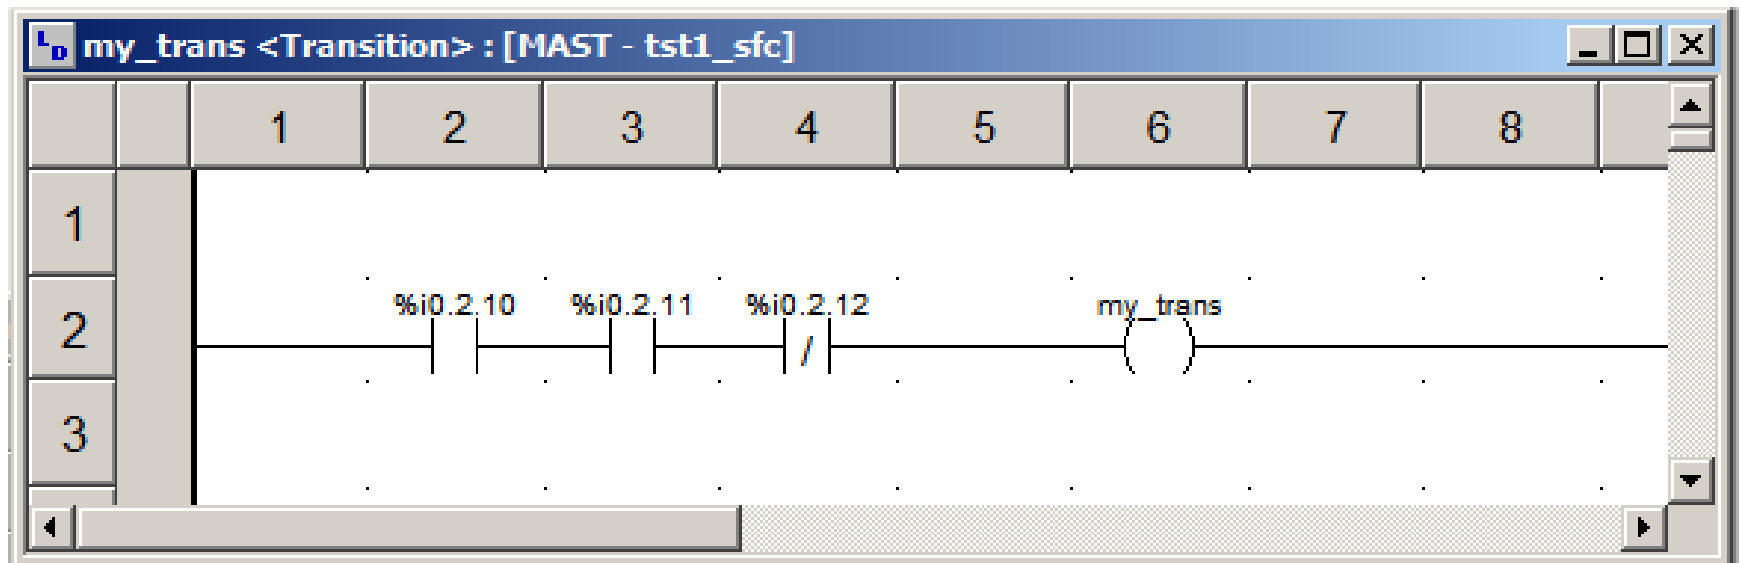 LD my_trans <Transition> : [MAST - tst1_sfc]
1 2 3 4 5 6 7 8
1
%i0.2.10 %i0.2.11 %i0.2.12 my_trans
2
/
3